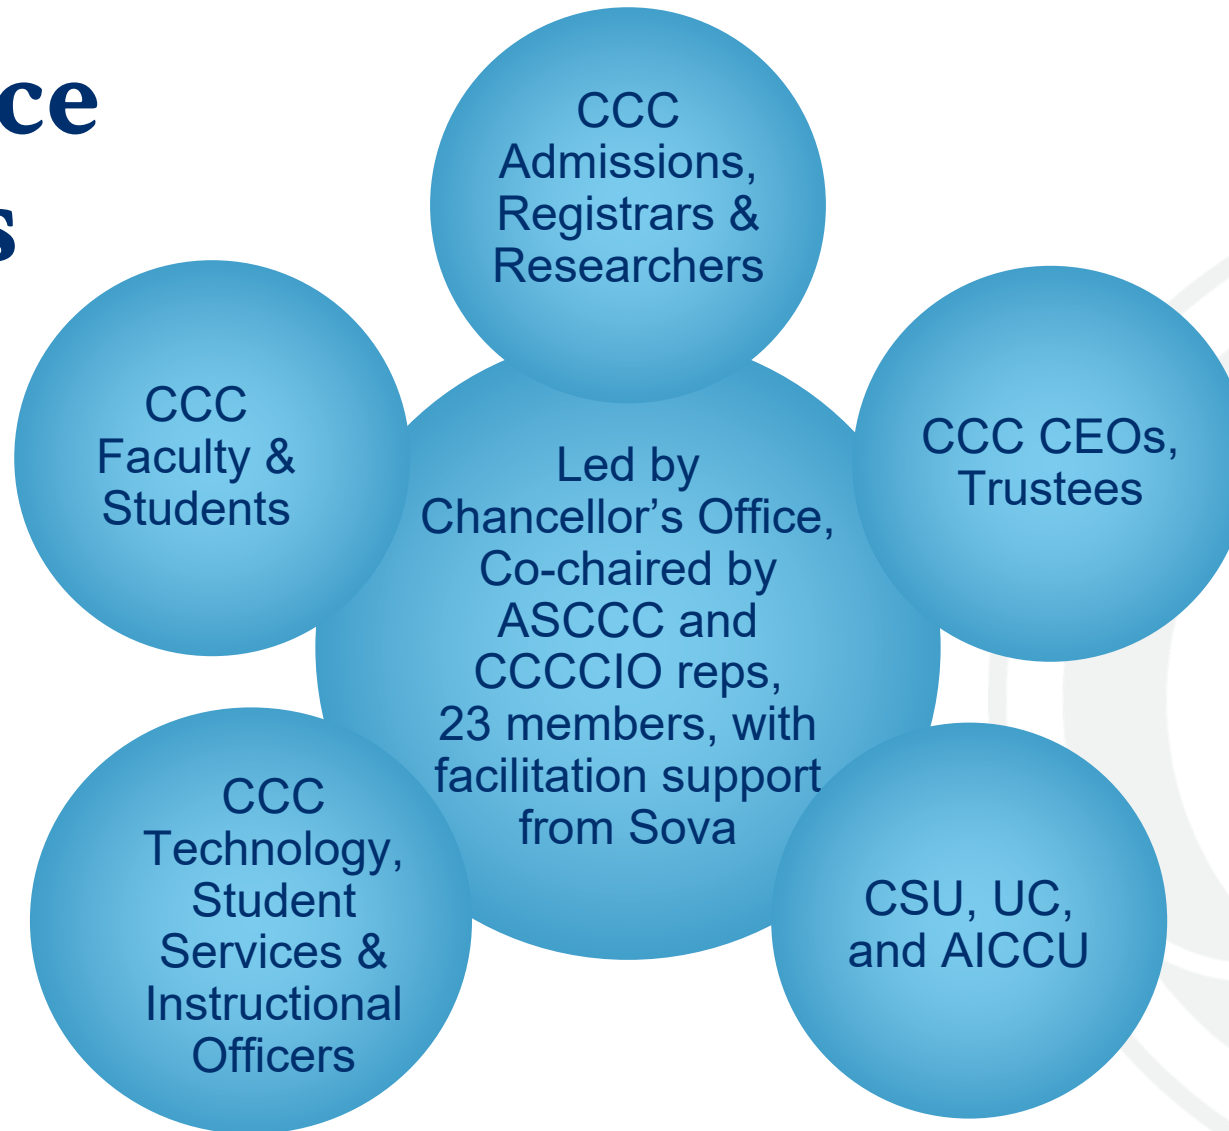 ce
s
CCC
Admissions,
Registrars &
Researchers
CCC
Faculty &
Students
CCC CEOs,
Trustees
Led by
Chancellor’s Office,
Co-chaired by
ASCCC and
CCCCIO reps,
23 members, with
facilitation support
from Sova
CCC
Technology,
Student
Services &
Instructional
Officers
CSU, UC,
and AICCU